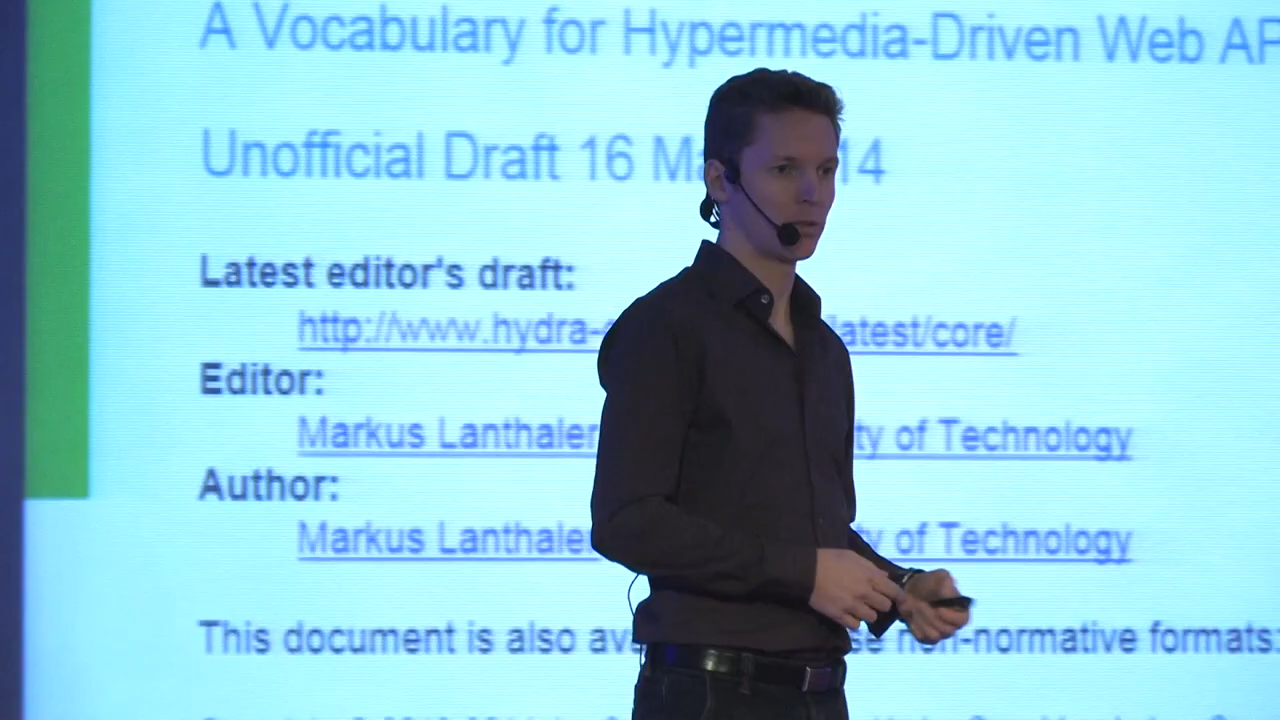 A Vocabulary for Hypermedia-Driven Web AP
Unofficial Draft 16 Ma 14
Latest editor's draft:
http://www.hydra- latest/core/
Editor:
Markus Lanthaler ty of Technology
Author:
Markus Lanthaler ty of Technology
This document is also av se non-normative formats: